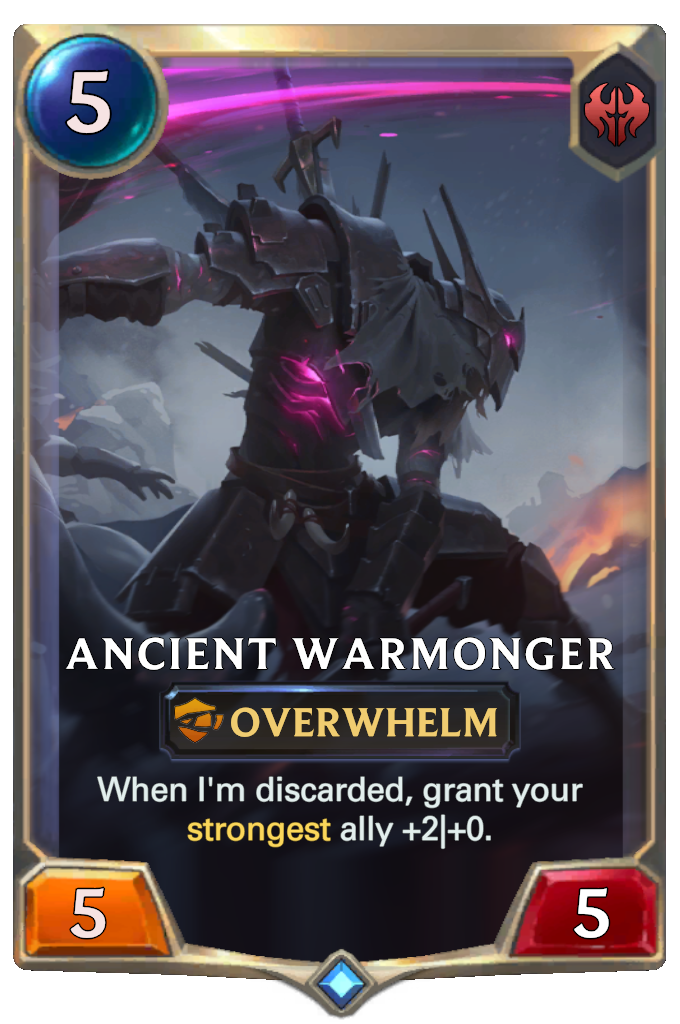 5
ANCIENT WARMONGER
OVERWHELM
When I'm discarded, grant your
strongest ally +2|+0.
5
5